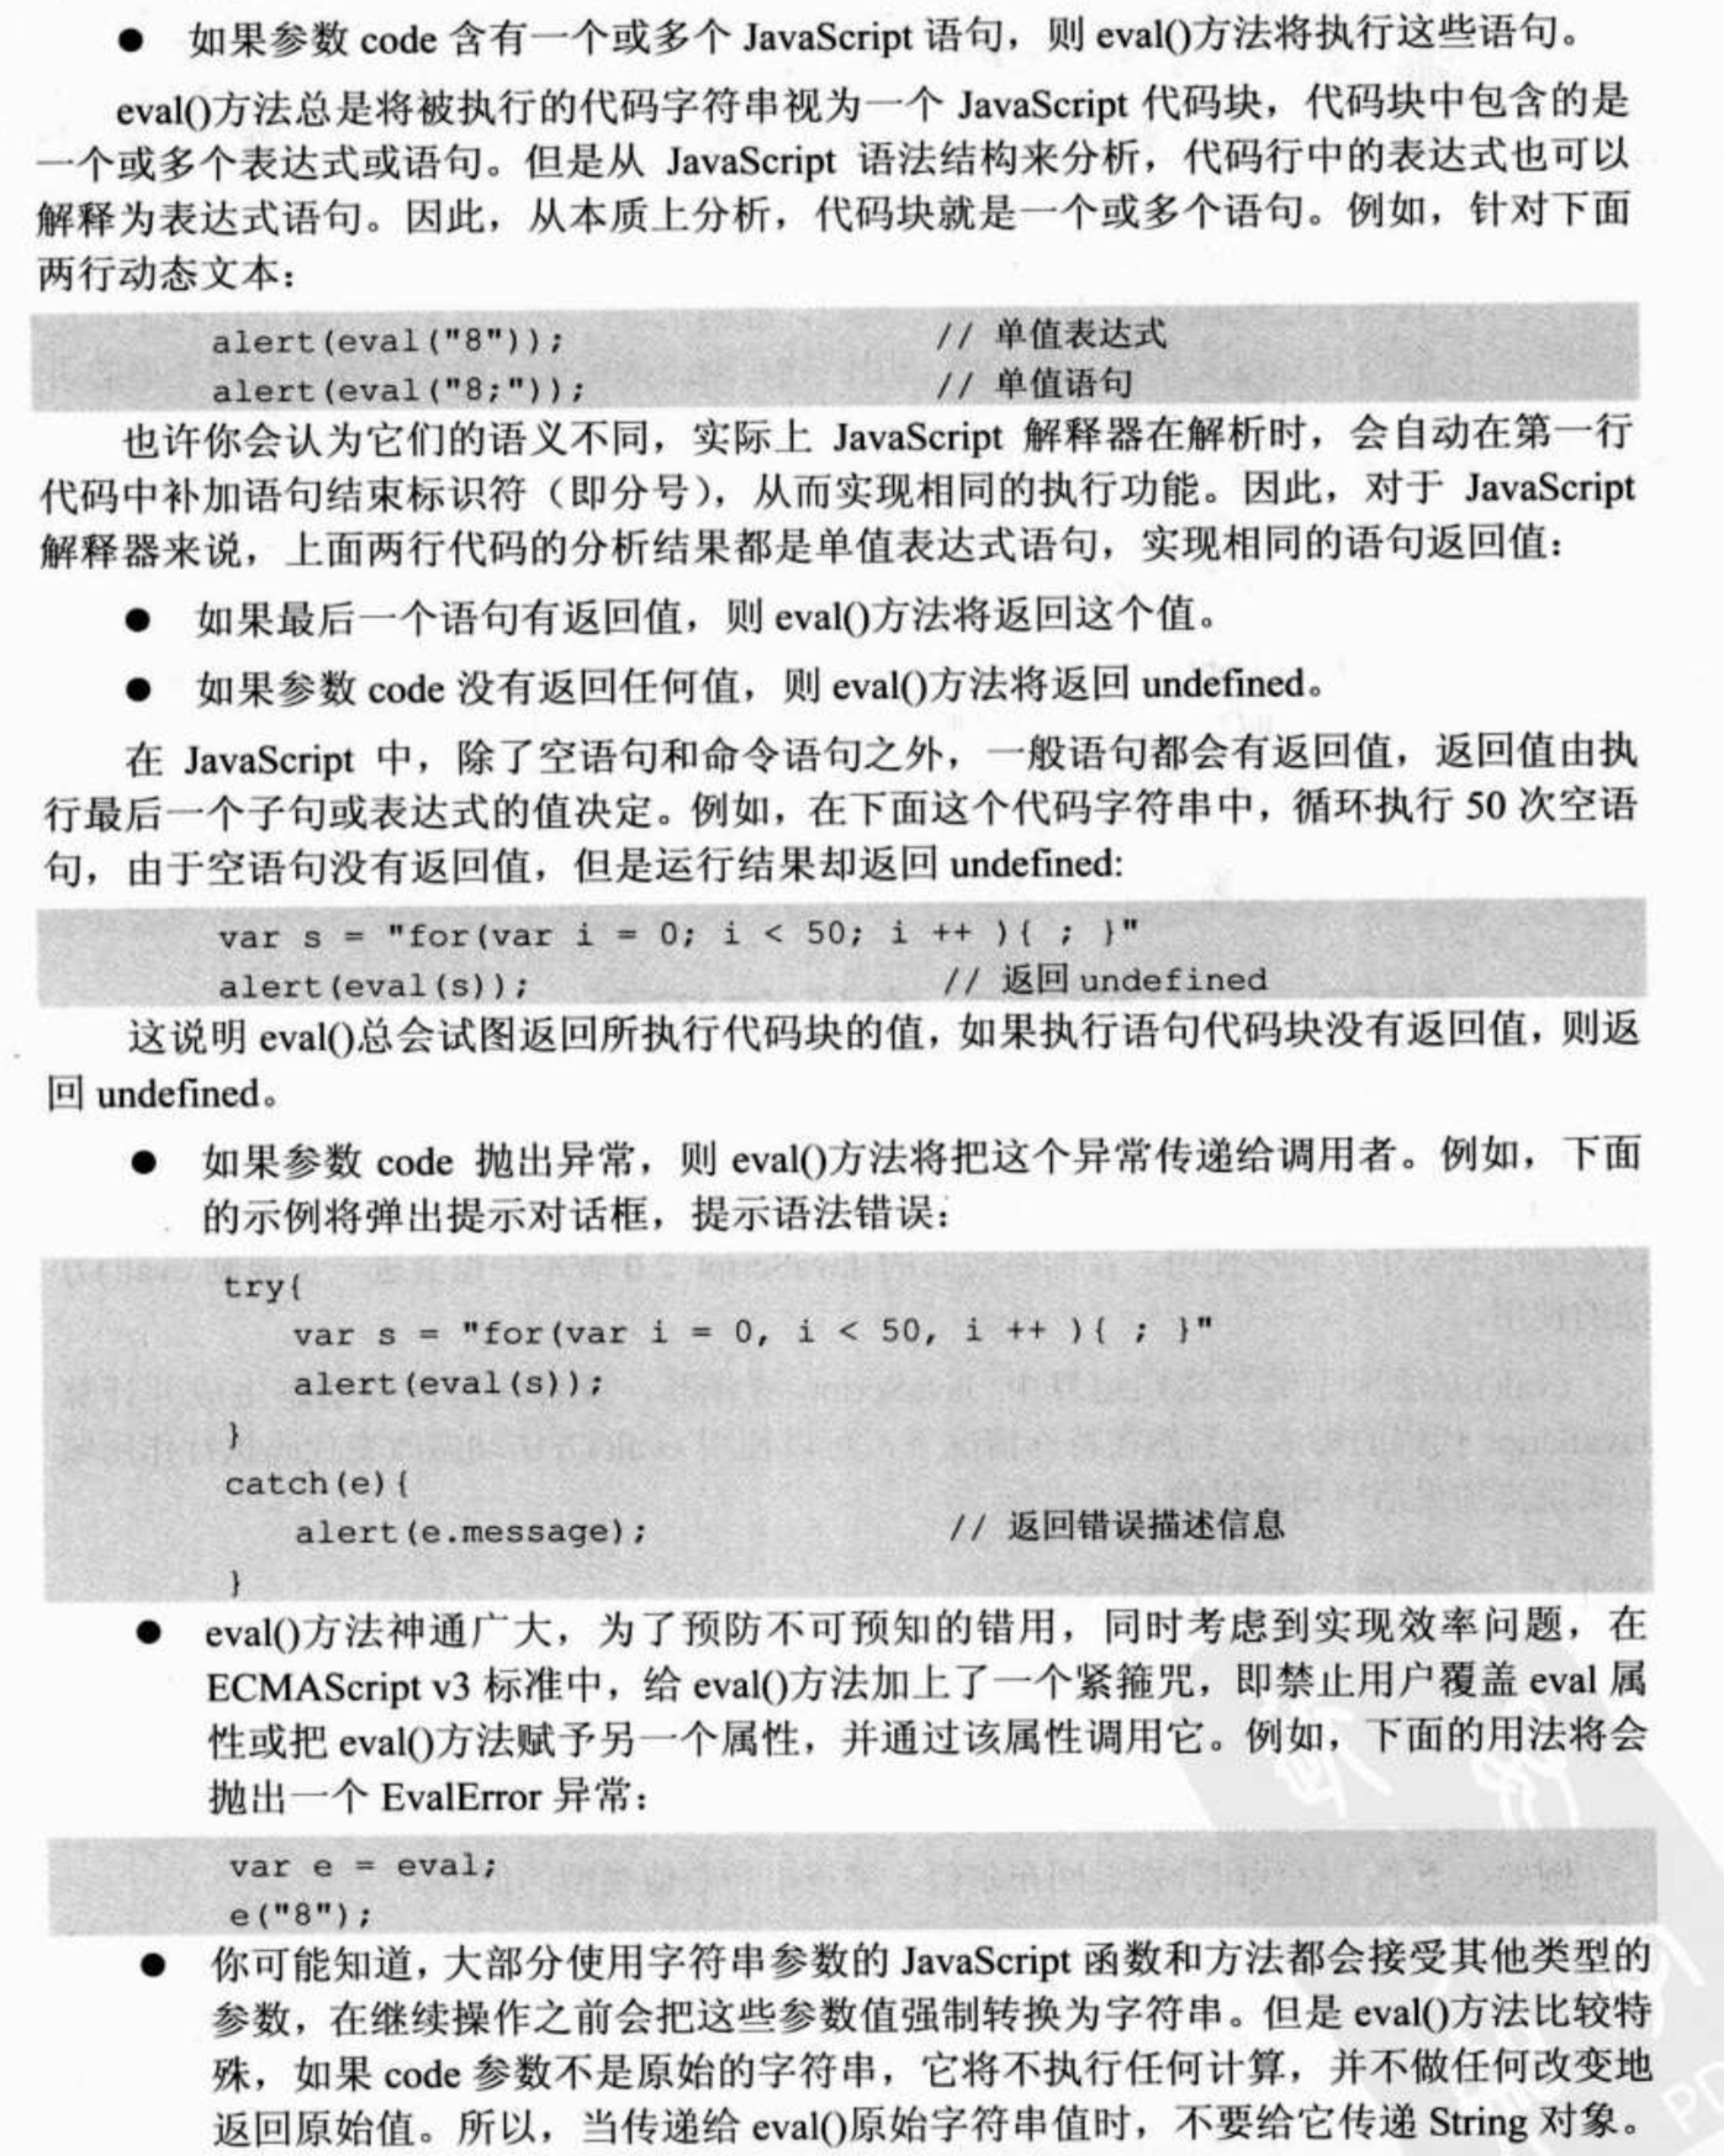 ● 如果参数 code 含有一个或多个 JavaScript 语句，则 eval()方法将执行这些语句。
eval()方法总是将被执行的代码字符串视为一个 JavaScript 代码块，代码块中包含的是
一个或多个表达式或语句。但是从 JavaScript 语法结构来分析，代码行中的表达式也可以
解释为表达式语句。因此，从本质上分析，代码块就是一个或多个语句。例如，针对下面
两行动态文本：
alert(eval("8")); // 单值表达式
alert(eval("8;")); // 单值语句
也许你会认为它们的语义不同，实际上 JavaScript 解释器在解析时，会自动在第一行
代码中补加语句结束标识符（即分号），从而实现相同的执行功能。因此，对于 JavaScript
解释器来说，上面两行代码的分析结果都是单值表达式语句，实现相同的语句返回值：
● 如果最后一个语句有返回值，则 eval()方法将返回这个值。
● 如果参数 code 没有返回任何值，则 eval()方法将返回 undefined。
在 JavaScript 中，除了空语句和命令语句之外，一般语句都会有返回值，返回值由执
行最后一个子句或表达式的值决定。例如，在下面这个代码字符串中，循环执行 50 次空语
句，由于空语句没有返回值，但是运行结果却返回 undefined:
var s = "for(var i = 0; i < 50; i ++ ){ ; }"
alert(eval(s)); // 返回 undefined
这说明 eval()总会试图返回所执行代码块的值，如果执行语句代码块没有返回值，则返
回 undefined。
● 如果参数 code 抛出异常，则 eval()方法将把这个异常传递给调用者。例如，下面
的示例将弹出提示对话框，提示语法错误：
try{
var s = "for(var i = 0, i < 50, i ++ ){ ; }"
alert(eval(s));
}
catch(e){
alert(e.message); // 返回错误描述信息
}
● eval()方法神通广大，为了预防不可预知的错用，同时考虑到实现效率问题，在
ECMAScript v3 标准中，给 eval()方法加上了一个紧箍咒，即禁止用户覆盖 eval 属
性或把 eval()方法赋予另一个属性，并通过该属性调用它。例如，下面的用法将会
抛出一个 EvalError 异常：
var e = eval;
e("8");
● 你可能知道，大部分使用字符串参数的 JavaScript 函数和方法都会接受其他类型的
参数，在继续操作之前会把这些参数值强制转换为字符串。但是 eval()方法比较特
殊，如果 code 参数不是原始的字符串，它将不执行任何计算，并不做任何改变地
返回原始值。所以，当传递给 eval()原始字符串值时，不要给它传递 String 对象。